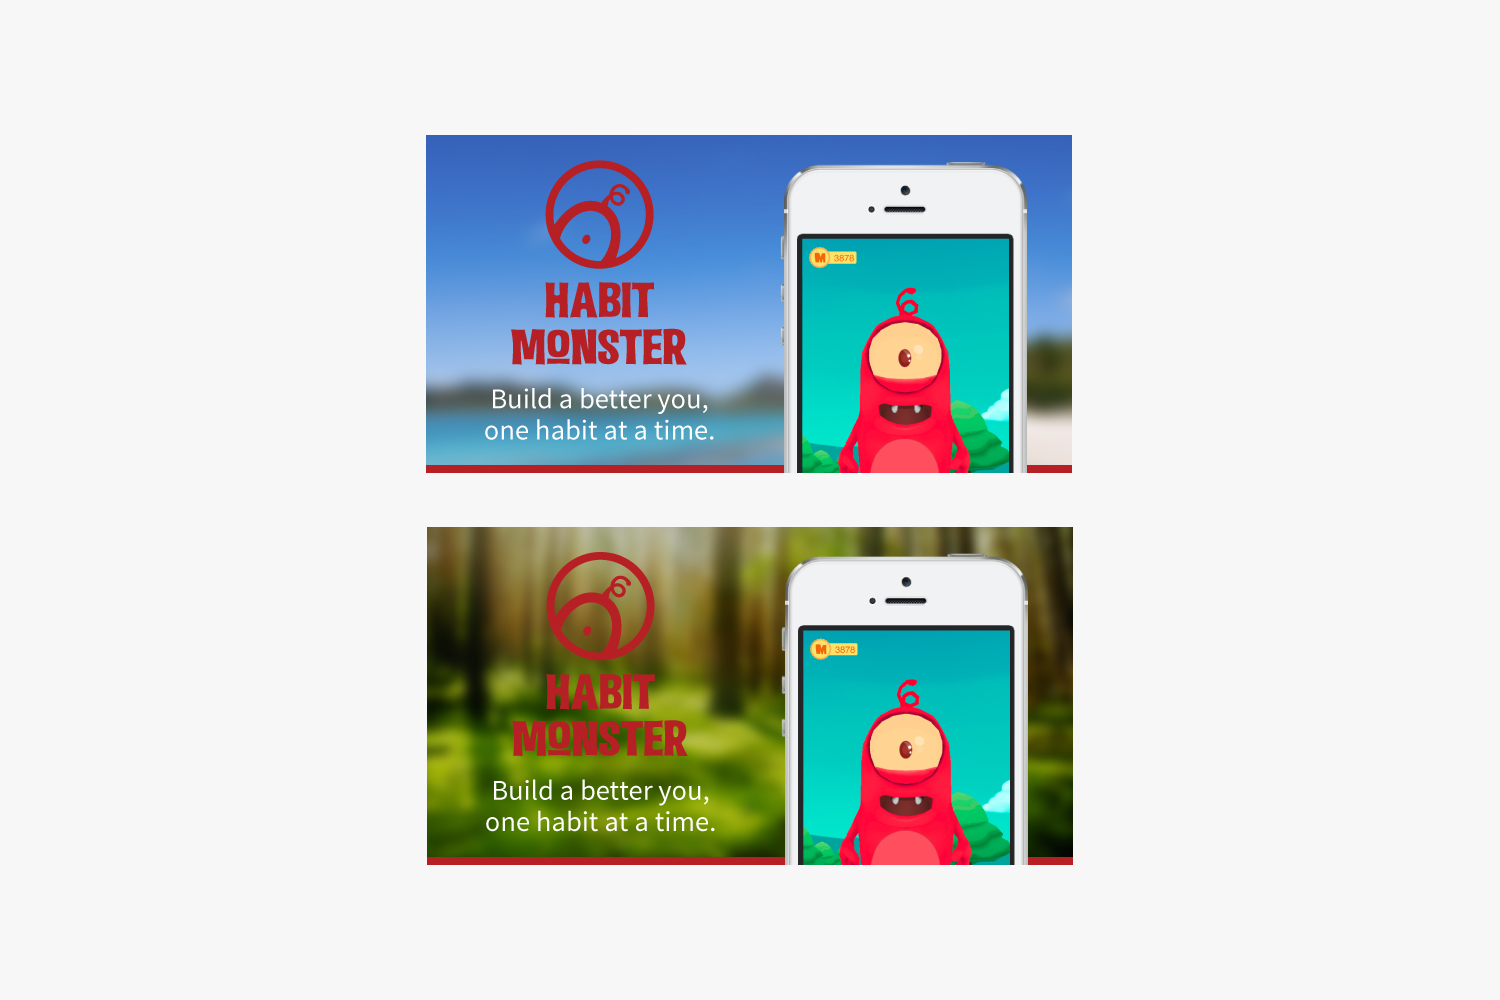 HABIT
MONSTER
Build a better you,
one habit at a time.
M 3878
HABIT
MONSTER
Build a better you,
one habit at a time.
M 3878